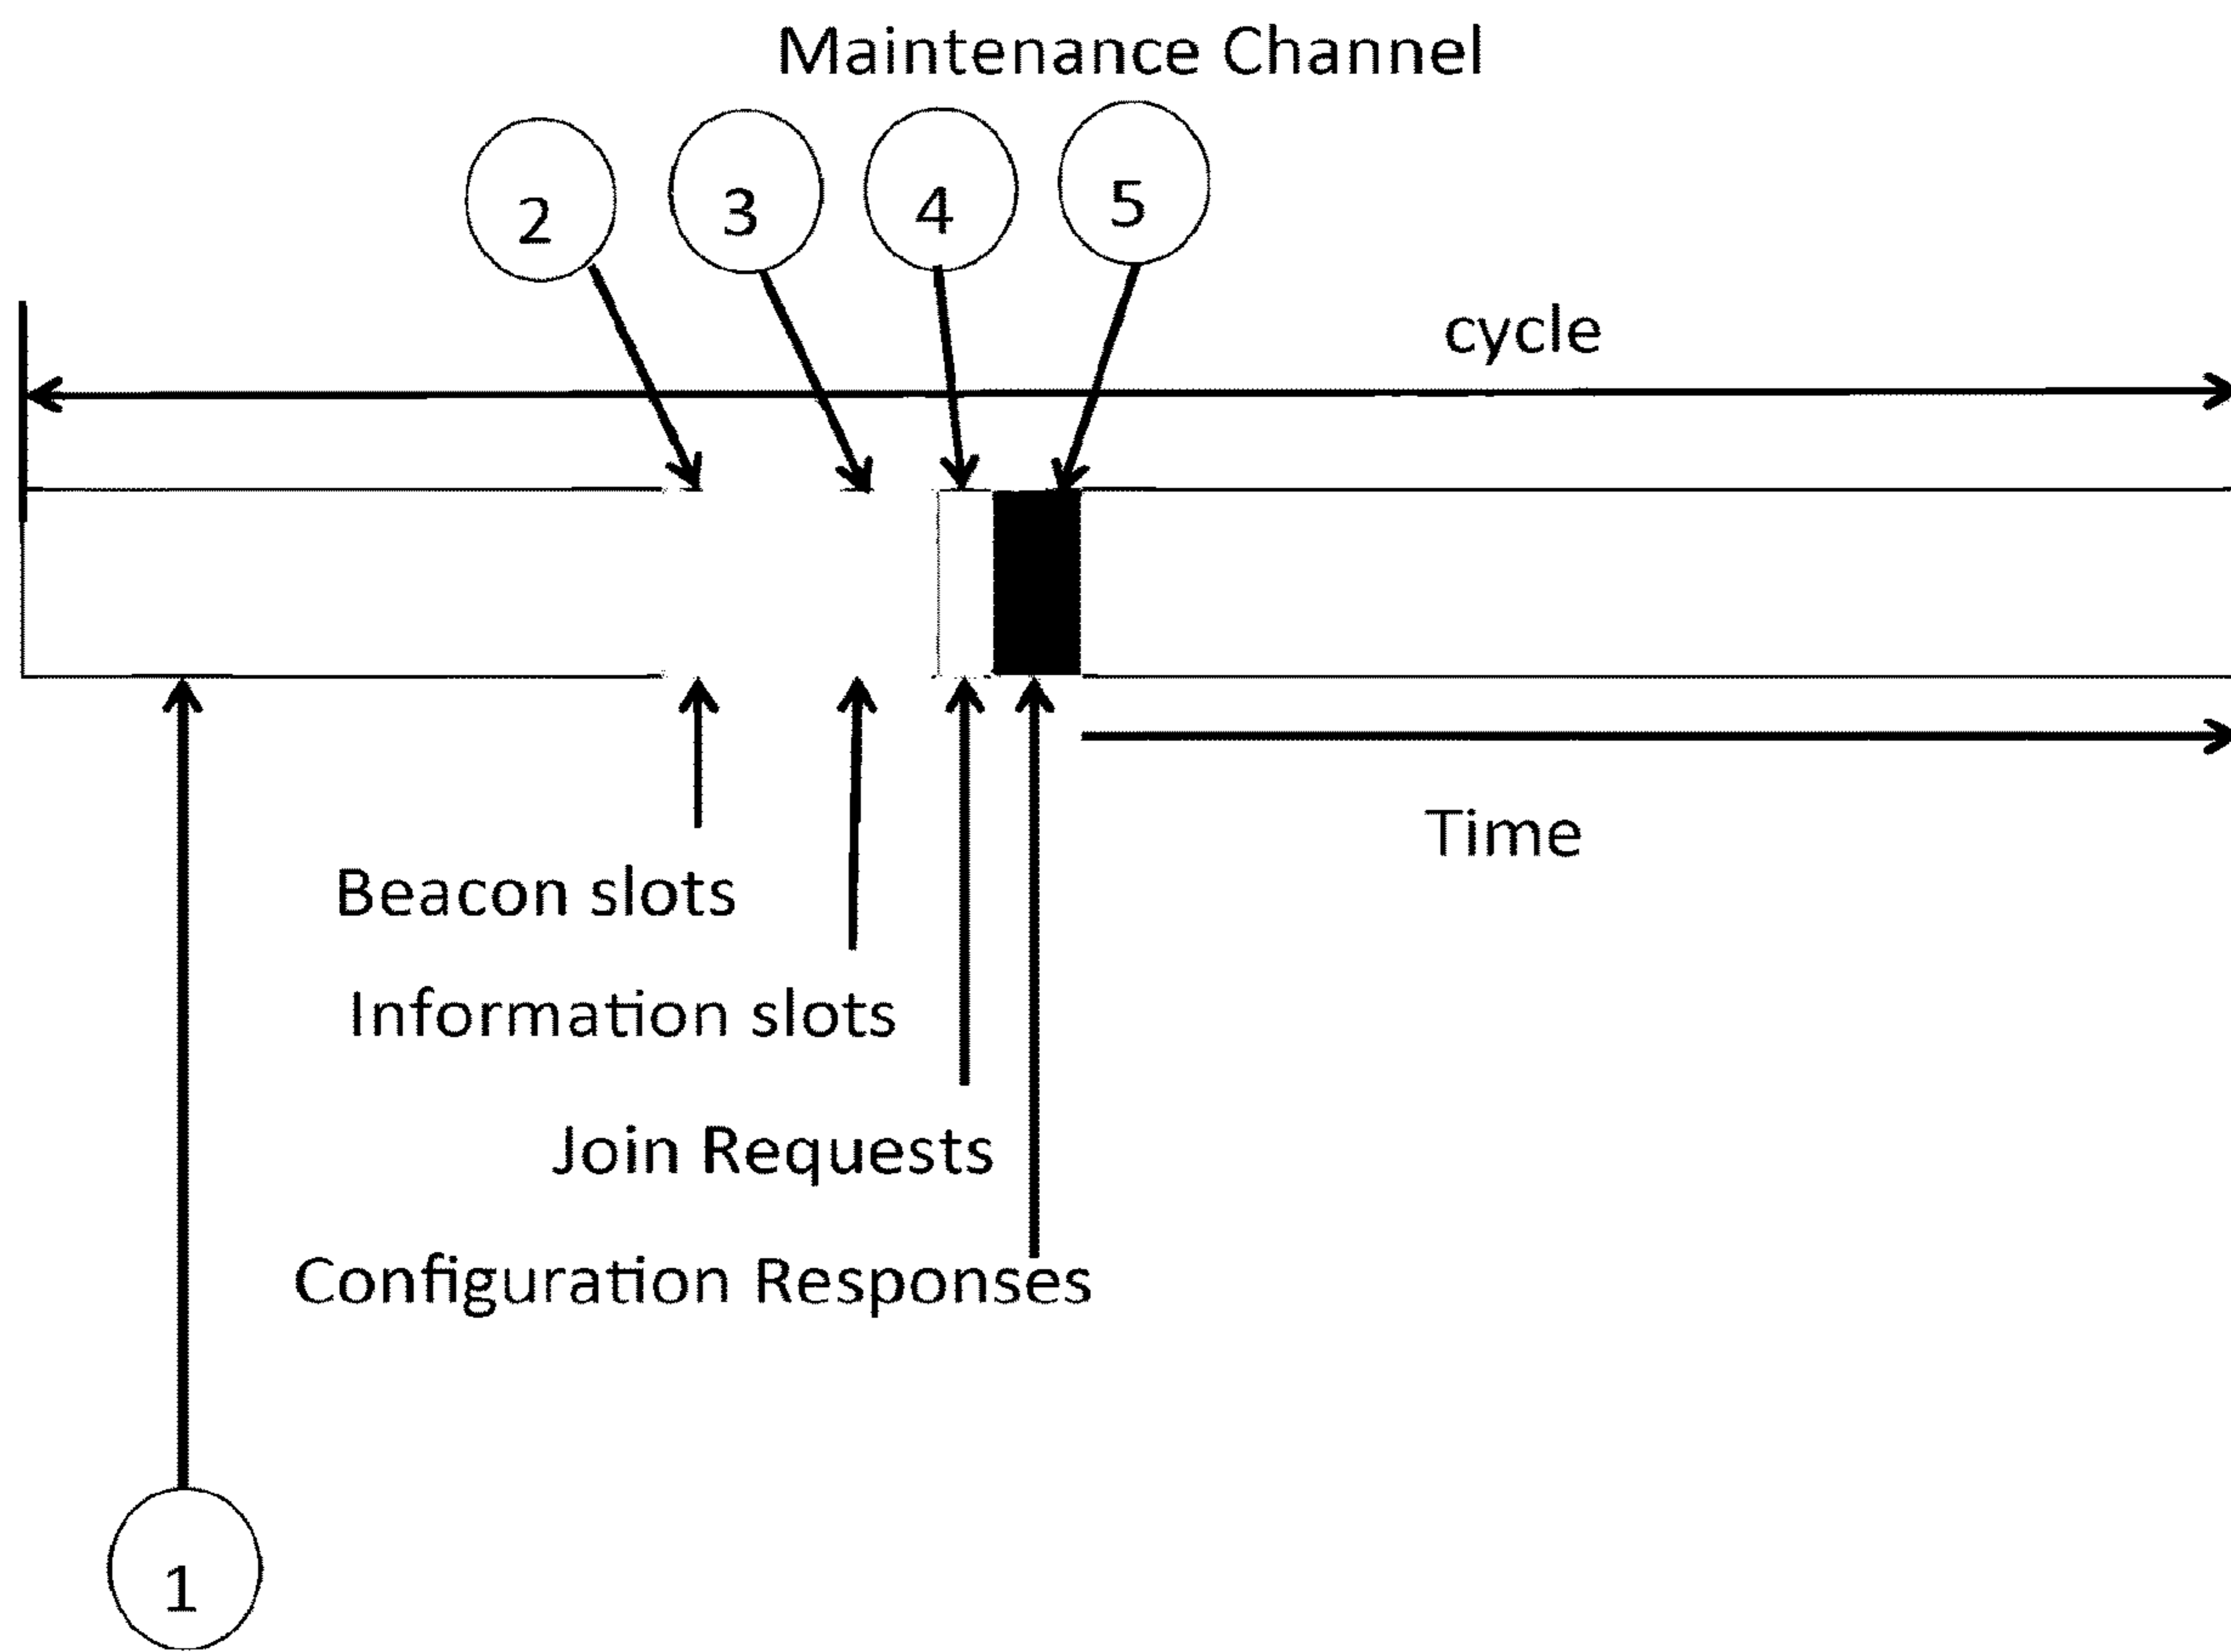 Maintenance Channel
2
3
4
5
cycle
Time
Beacon slots
Information slots
Join Requests
Configuration Responses
1